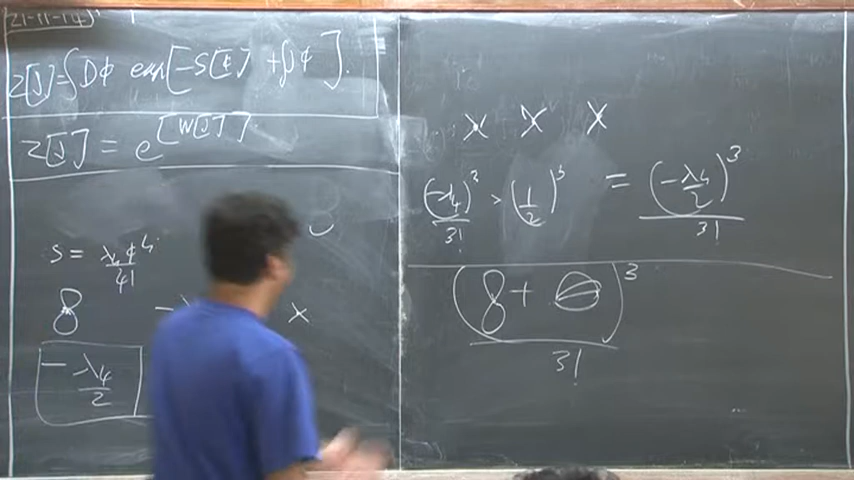 21-11-14
Z[J]=∫Dϕ exp[-S[ϕ] +∫Jϕ].
Z[J] = e^[W[J]]
S = λ₄ϕ⁴/4!
8 -λ x
- λ₄/2
x x x
(-λ₄)³/3! × (1/2)³ = (-λ₄/2)³/3!
(8 + ⊖)³/3!